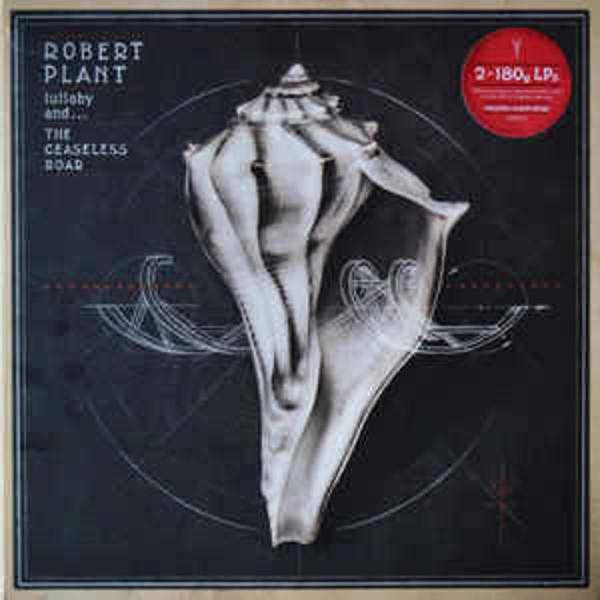 ROBERT
PLANT
lullaby
and...
THE
CEASELESS
ROAR
2·180g LPs